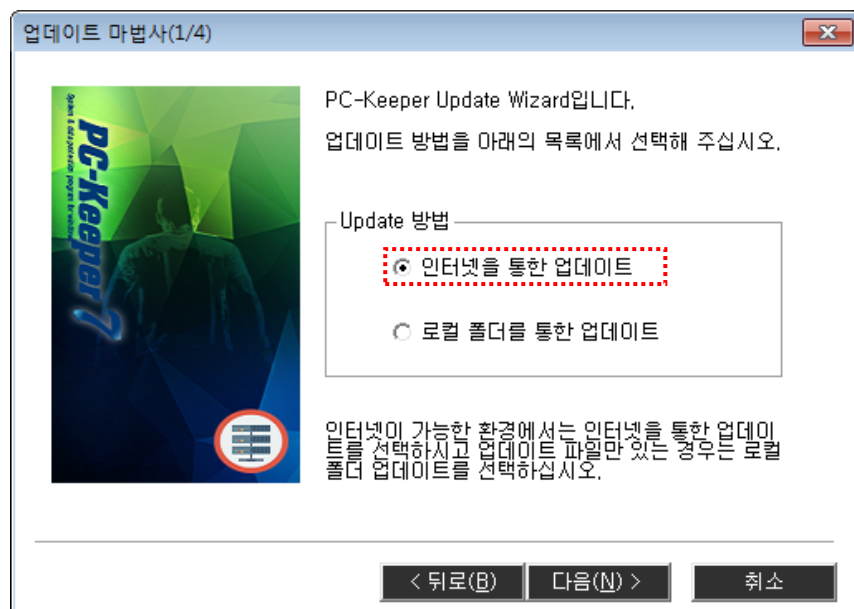 업데이트 마법사(1/4)
PC-Keeper Update Wizard입니다.
업데이트 방법을 아래의 목록에서 선택해 주십시오.
Update 방법
인터넷을 통한 업데이트
로컬 폴더를 통한 업데이트
인터넷이 가능한 환경에서는 인터넷을 통한 업데이
트를 선택하시고 업데이트 파일만 있는 경우는 로컬
폴더 업데이트를 선택하십시오.
PC-Keeper 7
< 뒤로(B)
다음(N) >
취소